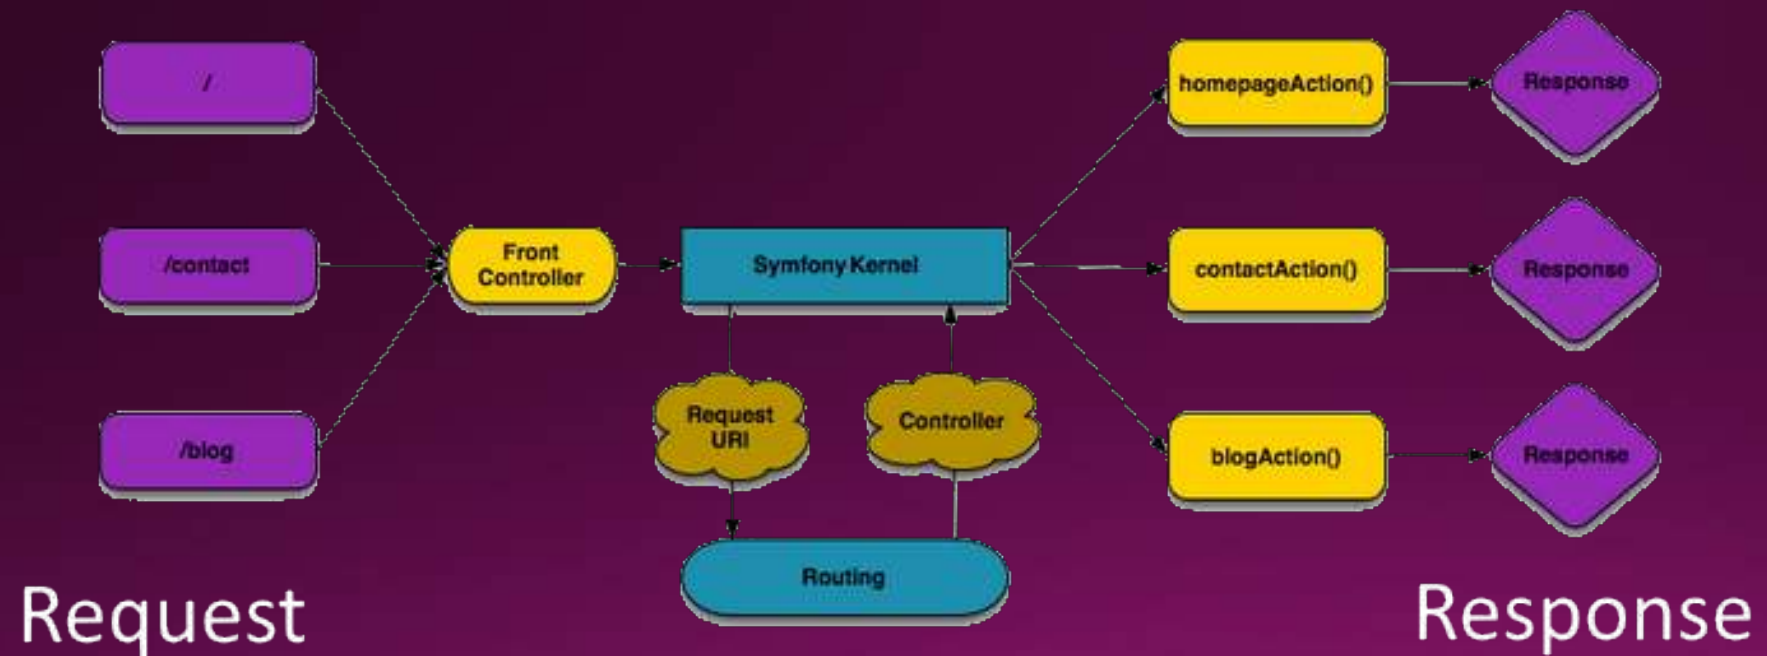 /
homepageAction()
Response
/contact
Front
Controller
Symfony Kernel
contactAction()
Response
Request
URI
Controller
/blog
blogAction()
Response
Routing
Request
Response